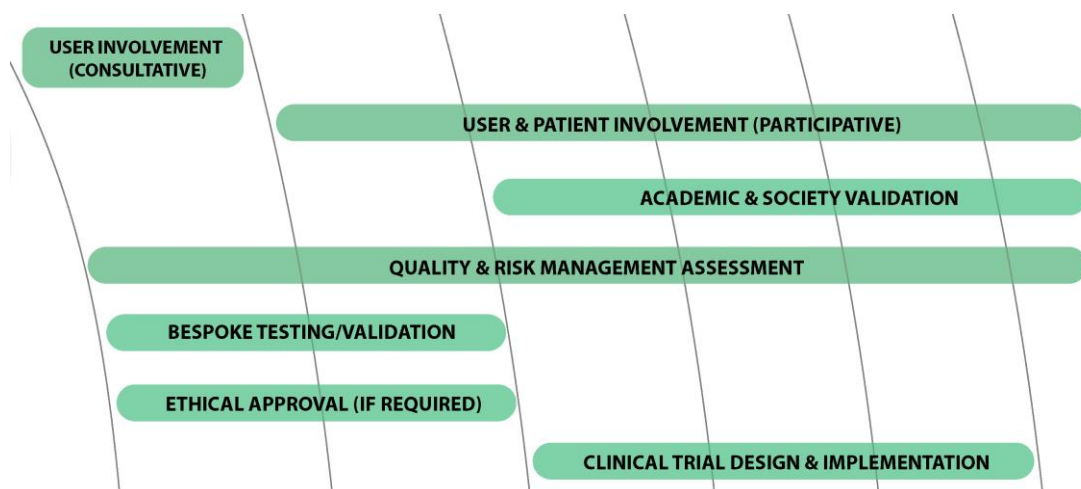 USER INVOLVEMENT
(CONSULTATIVE)
USER & PATIENT INVOLVEMENT (PARTICIPATIVE)
ACADEMIC & SOCIETY VALIDATION
QUALITY & RISK MANAGEMENT ASSESSMENT
BESPOKE TESTING/VALIDATION
ETHICAL APPROVAL (IF REQUIRED)
CLINICAL TRIAL DESIGN & IMPLEMENTATION